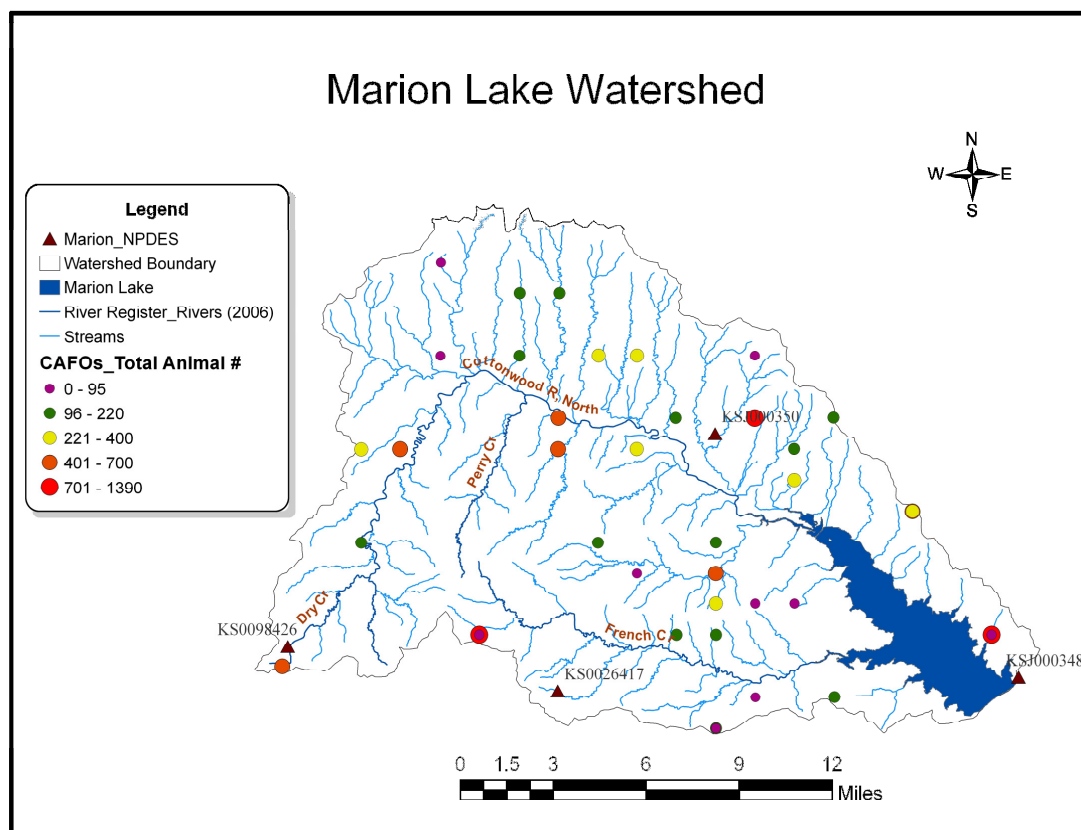 Marion Lake Watershed
N
W E
S
Legend
Marion_NPDES
Watershed Boundary
Marion Lake
River Register_Rivers (2006)
Streams
CAFOs_Total Animal #
0 - 95
96 - 220
221 - 400
401 - 700
701 - 1390
Cottonwood R, North
KSJ000350
Perry Cr
Dry Cr
KS0098426
French Cr
KS0026417
KSJ000348
0 1.5 3 6 9 12
Miles